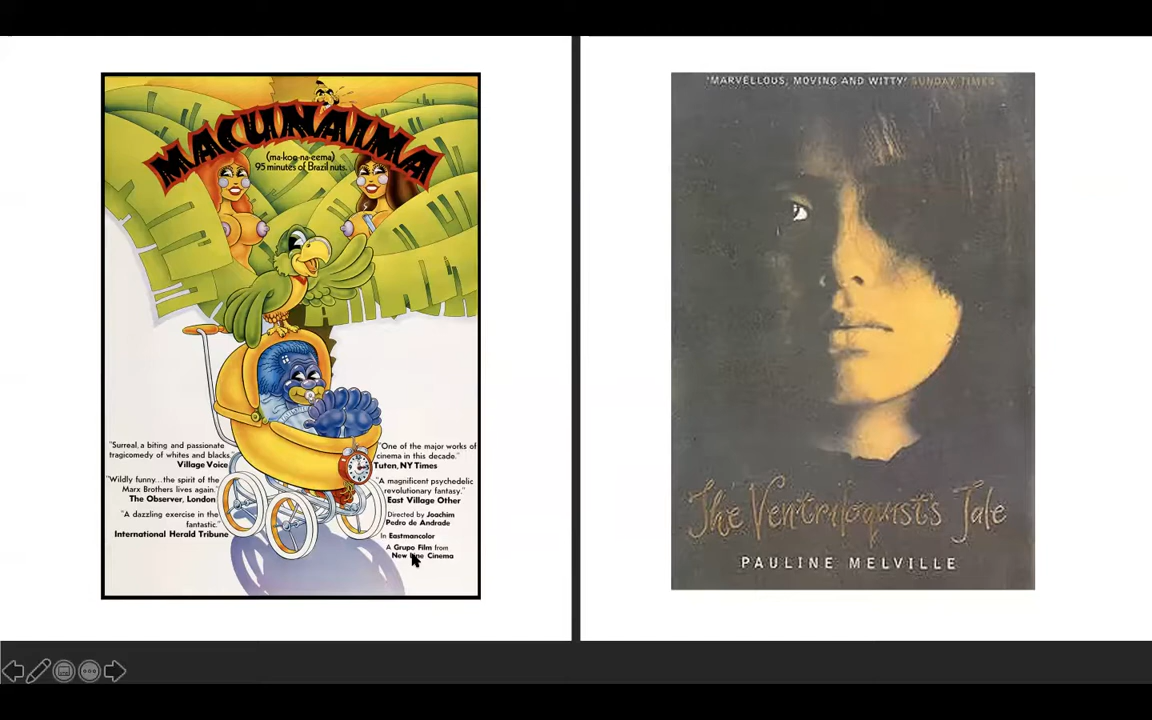 MACUNAIMA
(ma-kog-na-eema)
95 minutes of Brazil nuts.
"Surreal, a biting and passionate
tragicomedy of whites and blacks."
Village Voice
"Wildly funny...the spirit of the
Marx Brothers lives again."
The Observer, London
"A dazzling exercise in the
fantastic."
International Herald Tribune
"One of the major works of
cinema in this decade."
Tuten, NY Times
"A magnificent psychedelic
revolutionary fantasy."
East Village Other
Directed by Joachim
Pedro de Andrade
In Eastmancolor
A Grupo Film from
New Line Cinema
'MARVELLOUS, MOVING AND WITTY' SUNDAY TIMES
The Ventriloquist's Tale
PAULINE MELVILLE